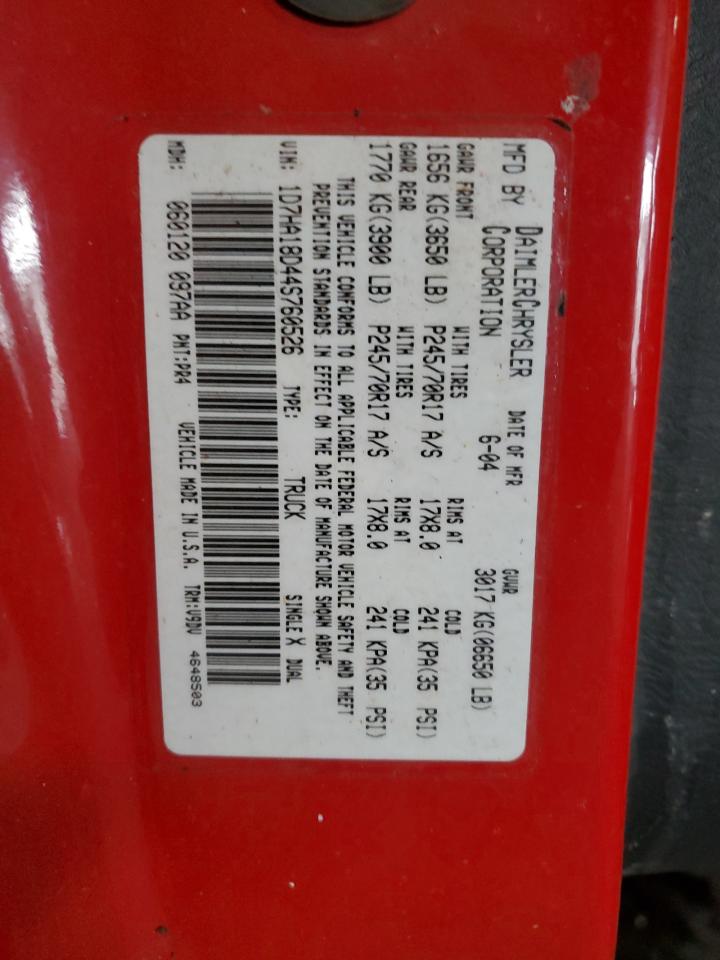 MFD BY DAIMLERCHRYSLER DATE OF MFR GVWR
CORPORATION 6-04 3017 KG(06650 LB)
GAWR FRONT WITH TIRES RIMS AT COLD
1656 KG(3650 LB) P245/70R17 A/S 17X8.0 241 KPA(35 PSI)
GAWR REAR WITH TIRES RIMS AT COLD
1770 KG(3900 LB) P245/70R17 A/S 17X8.0 241 KPA(35 PSI)
THIS VEHICLE CONFORMS TO ALL APPLICABLE FEDERAL MOTOR VEHICLE SAFETY AND THEFT
PREVENTION STANDARDS IN EFFECT ON THE DATE OF MANUFACTURE SHOWN ABOVE.
VIN: 1D7HA18D44S760526 TYPE: TRUCK SINGLE X DUAL
MDH: 060120 097AA PNT:PR4 VEHICLE MADE IN U.S.A. TRM:V9DV 4648503